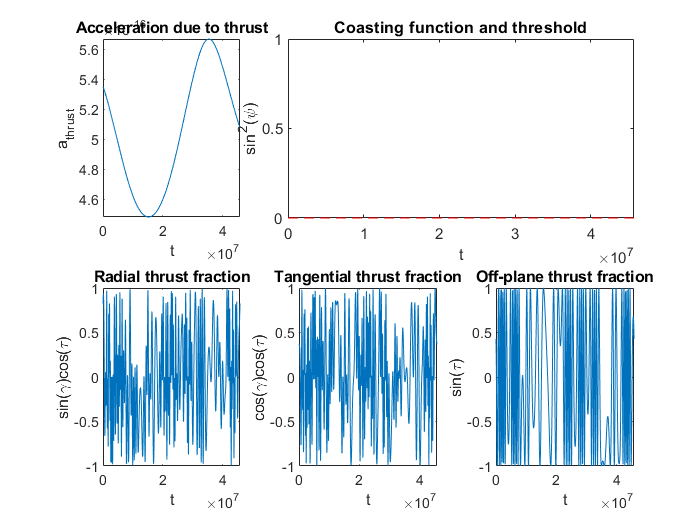 Acceleration due to thrust
Coasting function and threshold
5.6
5.4
5.2
5
4.8
4.6
a_thrust
0 2 4
t
×10^7
1
0.5
0
sin^2(ψ)
0 1 2 3 4
t
×10^7
Radial thrust fraction
Tangential thrust fraction
Off-plane thrust fraction
1
0.5
0
-0.5
-1
sin(γ)cos(τ)
0 2 4
t
×10^7
1
0.5
0
-0.5
-1
cos(γ)cos(τ)
0 2 4
t
×10^7
1
0.5
0
-0.5
-1
sin(τ)
0 2 4
t
×10^7